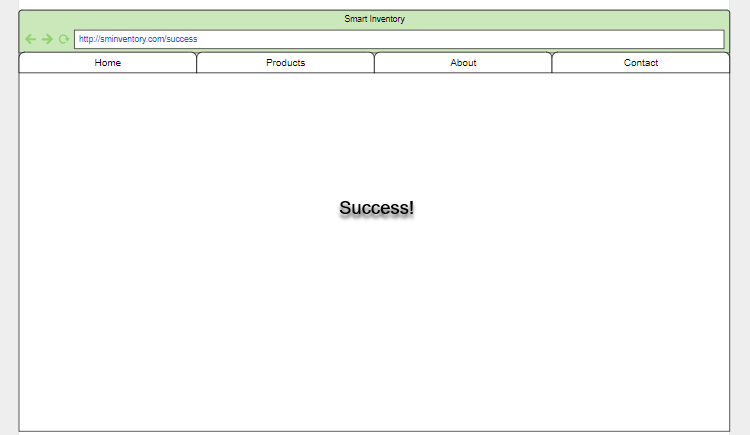 Smart Inventory
http://sminventory.com/success
Home Products About Contact
Success!